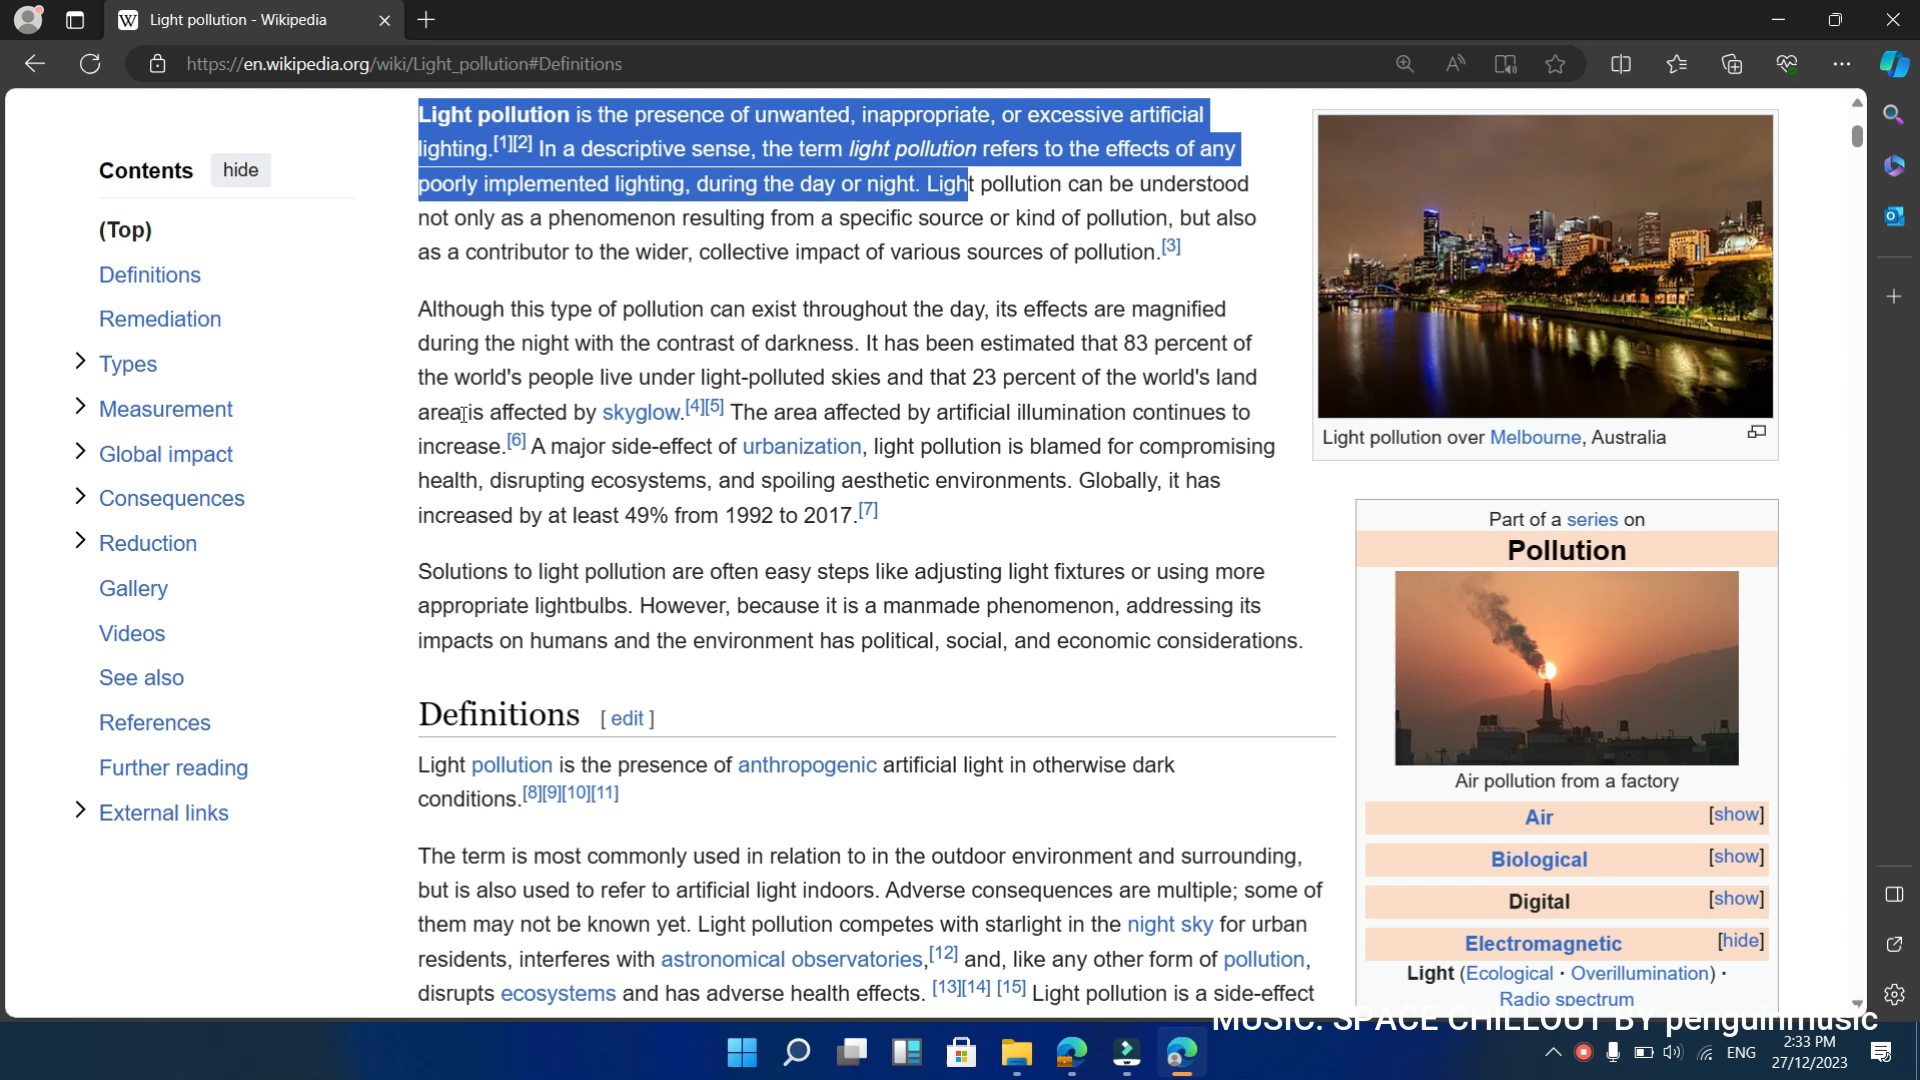 Light pollution - Wikipedia
https://en.wikipedia.org/wiki/Light_pollution#Definitions
Contents hide
(Top)
Definitions
Remediation
Types
Measurement
Global impact
Consequences
Reduction
Gallery
Videos
See also
References
Further reading
External links
Light pollution is the presence of unwanted, inappropriate, or excessive artificial
lighting.[1][2] In a descriptive sense, the term light pollution refers to the effects of any
poorly implemented lighting, during the day or night. Light pollution can be understood
not only as a phenomenon resulting from a specific source or kind of pollution, but also
as a contributor to the wider, collective impact of various sources of pollution.[3]
Although this type of pollution can exist throughout the day, its effects are magnified
during the night with the contrast of darkness. It has been estimated that 83 percent of
the world's people live under light-polluted skies and that 23 percent of the world's land
area is affected by skyglow.[4][5] The area affected by artificial illumination continues to
increase.[6] A major side-effect of urbanization, light pollution is blamed for compromising
health, disrupting ecosystems, and spoiling aesthetic environments. Globally, it has
increased by at least 49% from 1992 to 2017.[7]
Solutions to light pollution are often easy steps like adjusting light fixtures or using more
appropriate lightbulbs. However, because it is a manmade phenomenon, addressing its
impacts on humans and the environment has political, social, and economic considerations.
Definitions [ edit ]
Light pollution is the presence of anthropogenic artificial light in otherwise dark
conditions.[8][9][10][11]
The term is most commonly used in relation to in the outdoor environment and surrounding,
but is also used to refer to artificial light indoors. Adverse consequences are multiple; some of
them may not be known yet. Light pollution competes with starlight in the night sky for urban
residents, interferes with astronomical observatories,[12] and, like any other form of pollution,
disrupts ecosystems and has adverse health effects. [13][14] [15] Light pollution is a side-effect
Light pollution over Melbourne, Australia
Part of a series on
Pollution
Air pollution from a factory
Air [show]
Biological [show]
Digital [show]
Electromagnetic [hide]
Light (Ecological · Overillumination) ·
Radio spectrum
MUSIC: SPACE CHILLOUT BY penguinmusic
ENG
2:33 PM
27/12/2023